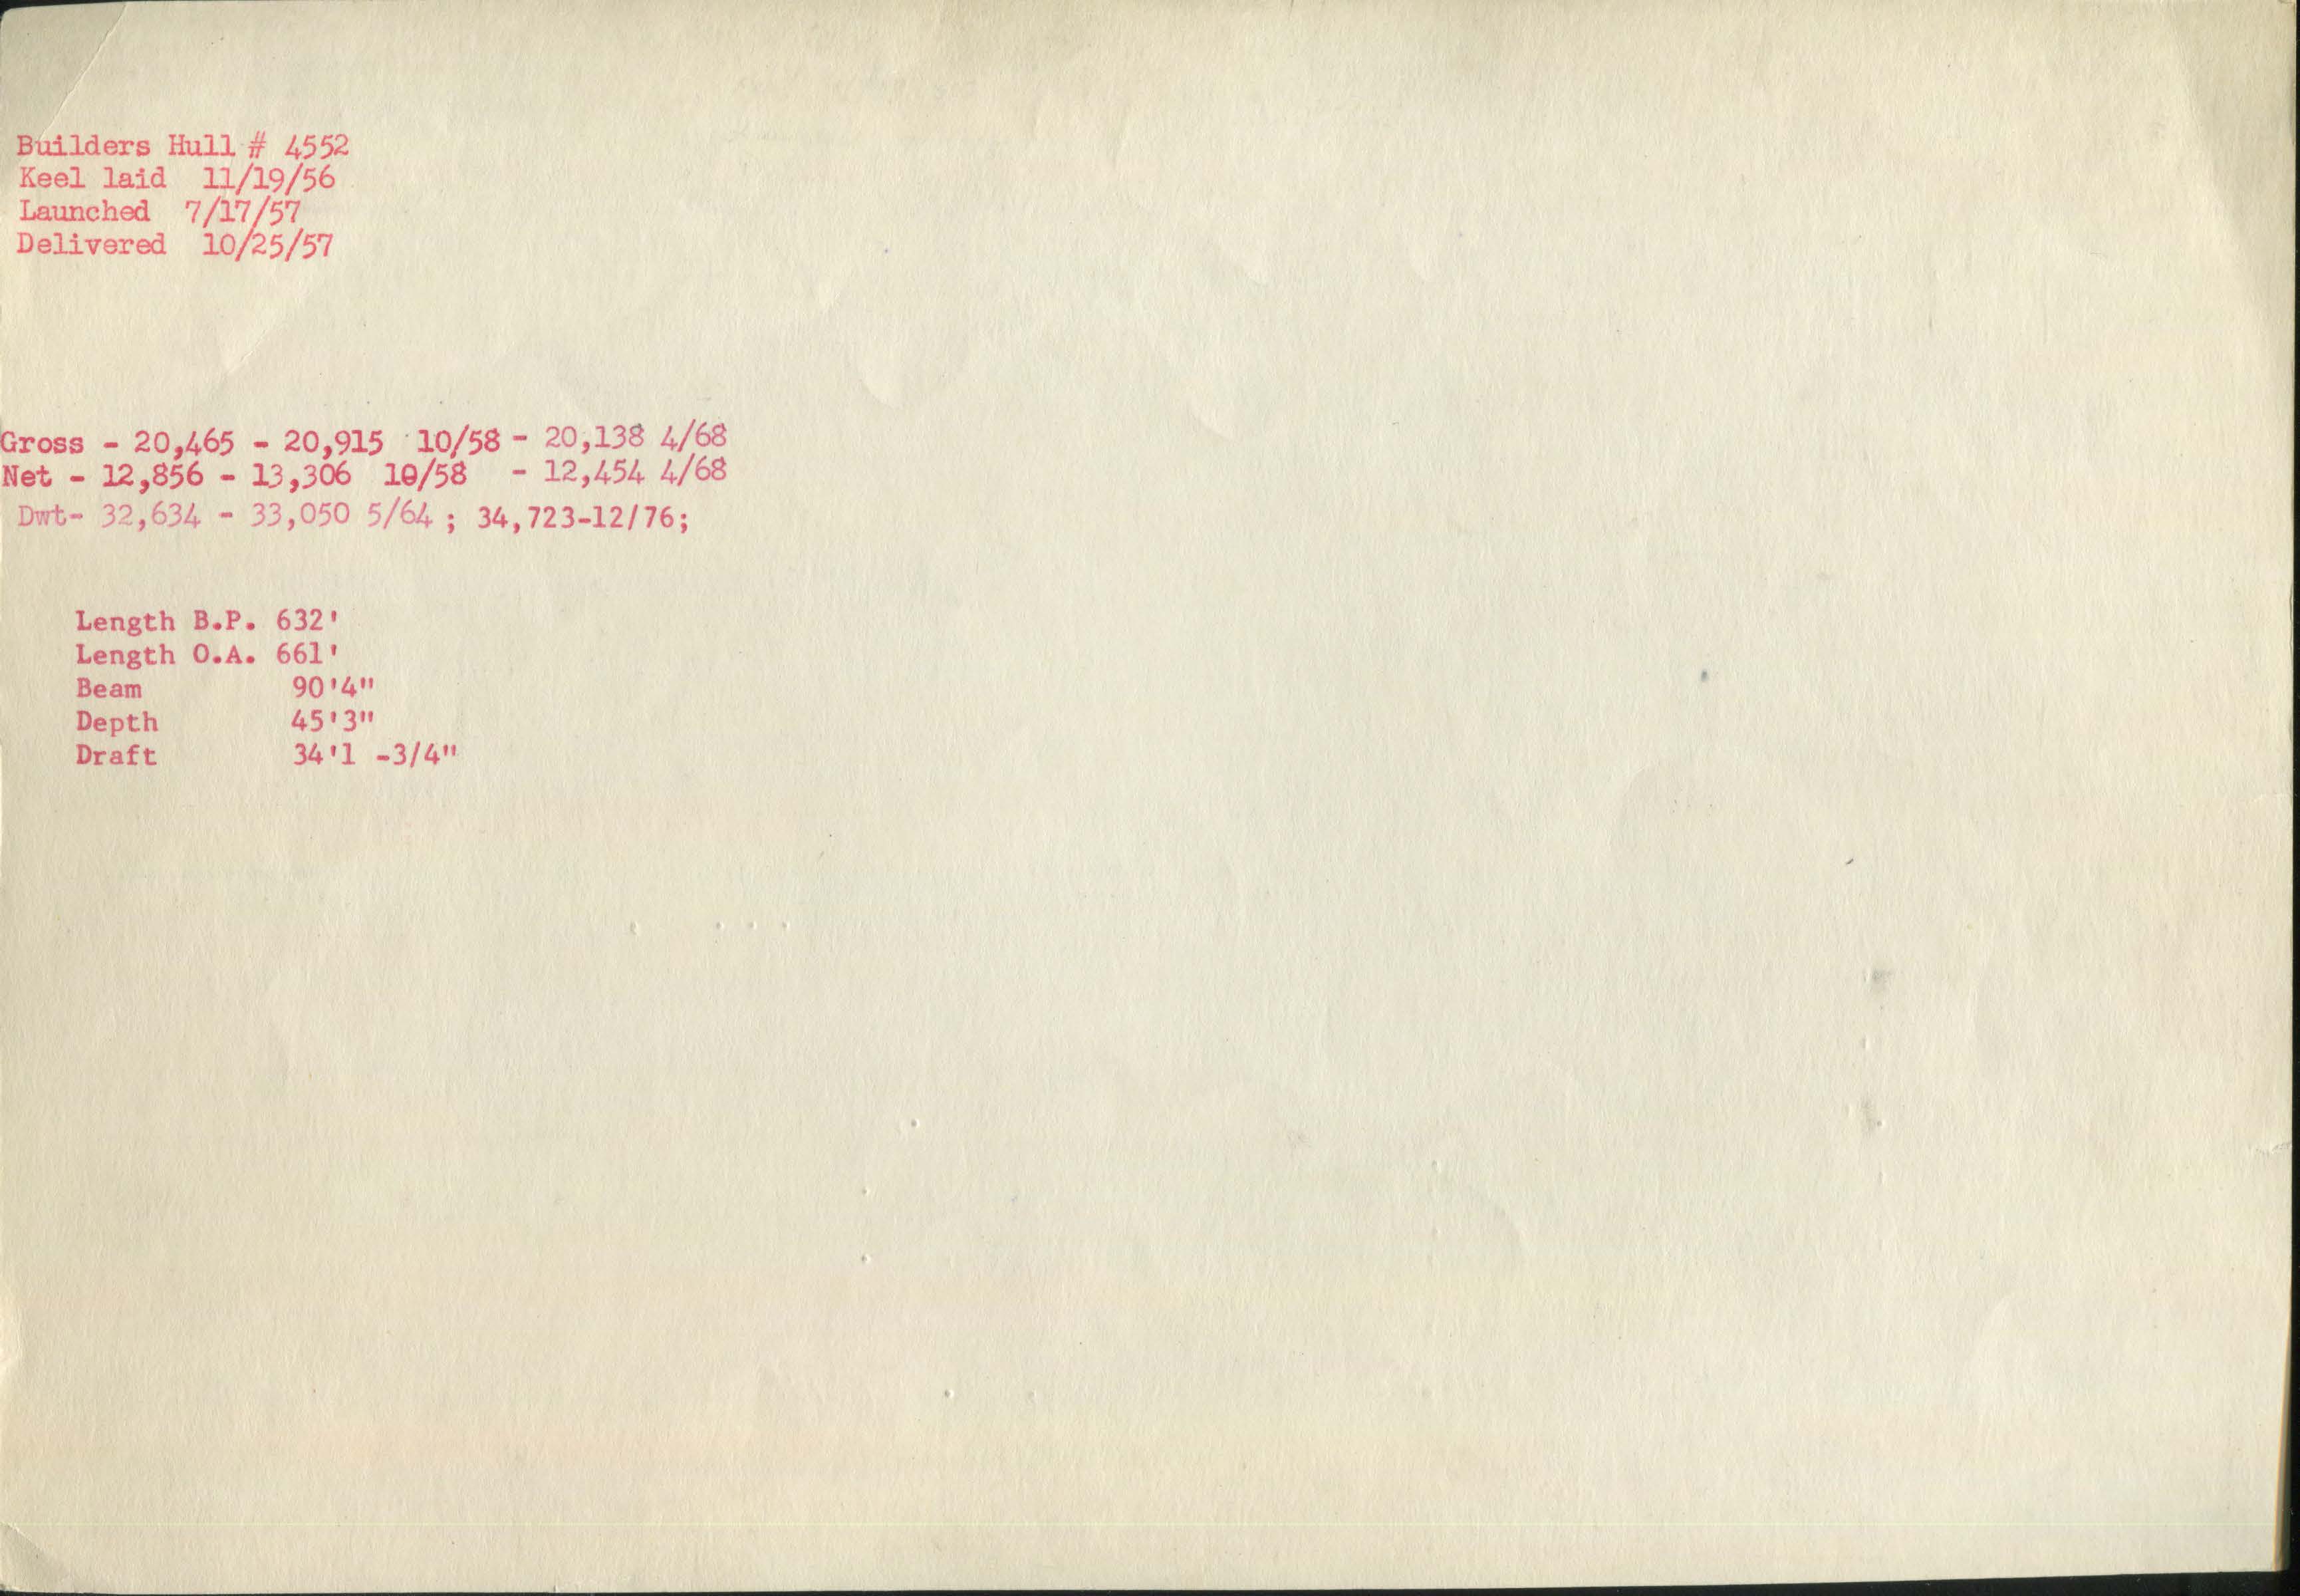 Builders Hull # 4552
Keel laid 11/19/56
Launched 7/17/57
Delivered 10/25/57
Gross - 20,465 - 20,915 10/58 - 20,138 4/68
Net - 12,856 - 13,306 10/58 - 12,454 4/68
Dwt- 32,634 - 33,050 5/64 ; 34,723-12/76;
Length B.P. 632'
Length O.A. 661'
Beam 90'4"
Depth 45'3"
Draft 34'1 -3/4"